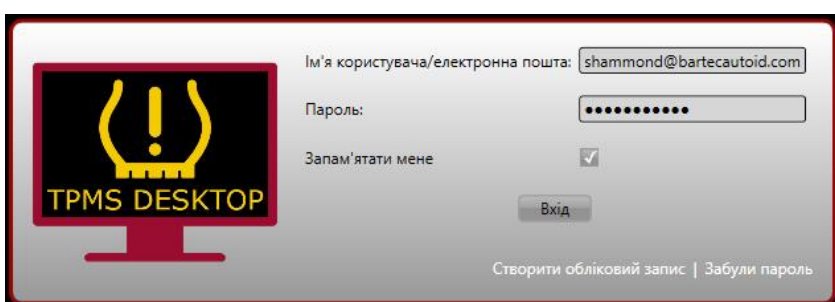 Ім'я користувача/електронна пошта: shammond@bartecautoid.com
Пароль: ●●●●●●●●●●●
Запам'ятати мене
TPMS DESKTOP
Вхід
Створити обліковий запис | Забули пароль